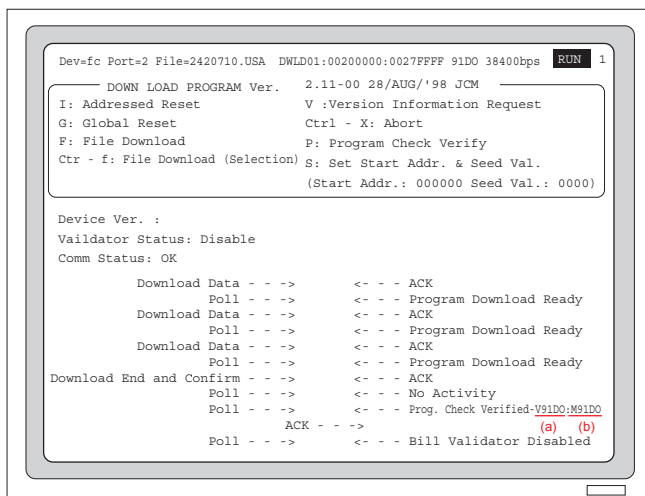 Dev=fc Port=2 File=2420710.USA DWLD01:00200000:0027FFFF 91DO 38400bps RUN 1
DOWN LOAD PROGRAM Ver. 2.11-00 28/AUG/'98 JCM
I: Addressed Reset V :Version Information Request
G: Global Reset Ctrl - X: Abort
F: File Download P: Program Check Verify
Ctr - f: File Download (Selection) S: Set Start Addr. & Seed Val.
(Start Addr.: 000000 Seed Val.: 0000)
Device Ver. :
Vaildator Status: Disable
Comm Status: OK
Download Data - - -> <- - - ACK
Poll - - -> <- - - Program Download Ready
Download Data - - -> <- - - ACK
Poll - - -> <- - - Program Download Ready
Download Data - - -> <- - - ACK
Poll - - -> <- - - Program Download Ready
Download End and Confirm - - -> <- - - ACK
Poll - - -> <- - - No Activity
Poll - - -> <- - - Prog. Check Verified-V91DO:M91DO
ACK - - -> (a) (b)
Poll - - -> <- - - Bill Validator Disabled